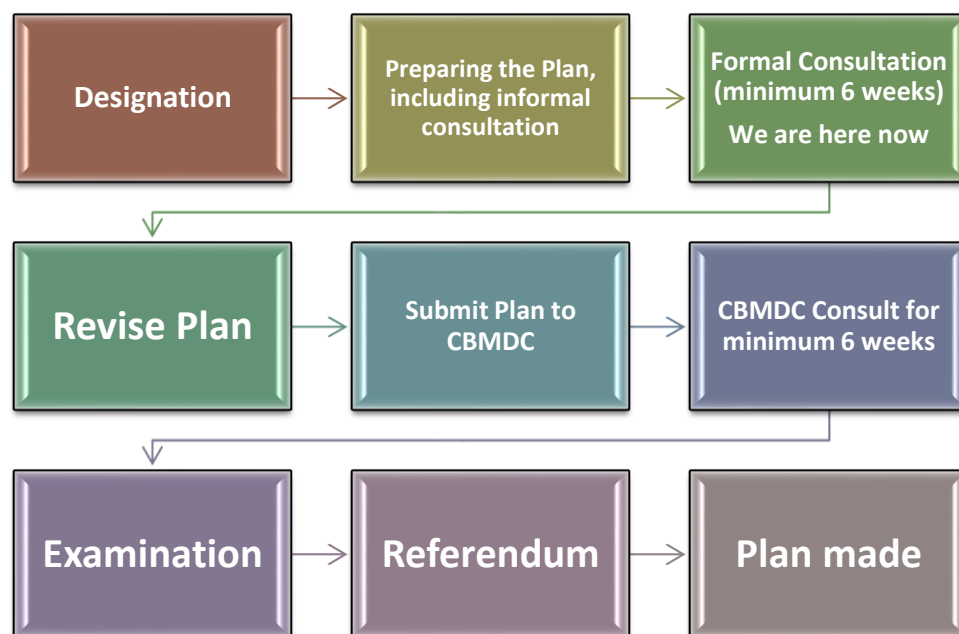 Designation
Preparing the Plan,
including informal
consultation
Formal Consultation
(minimum 6 weeks)
We are here now
Revise Plan
Submit Plan to
CBMDC
CBMDC Consult for
minimum 6 weeks
Examination
Referendum
Plan made